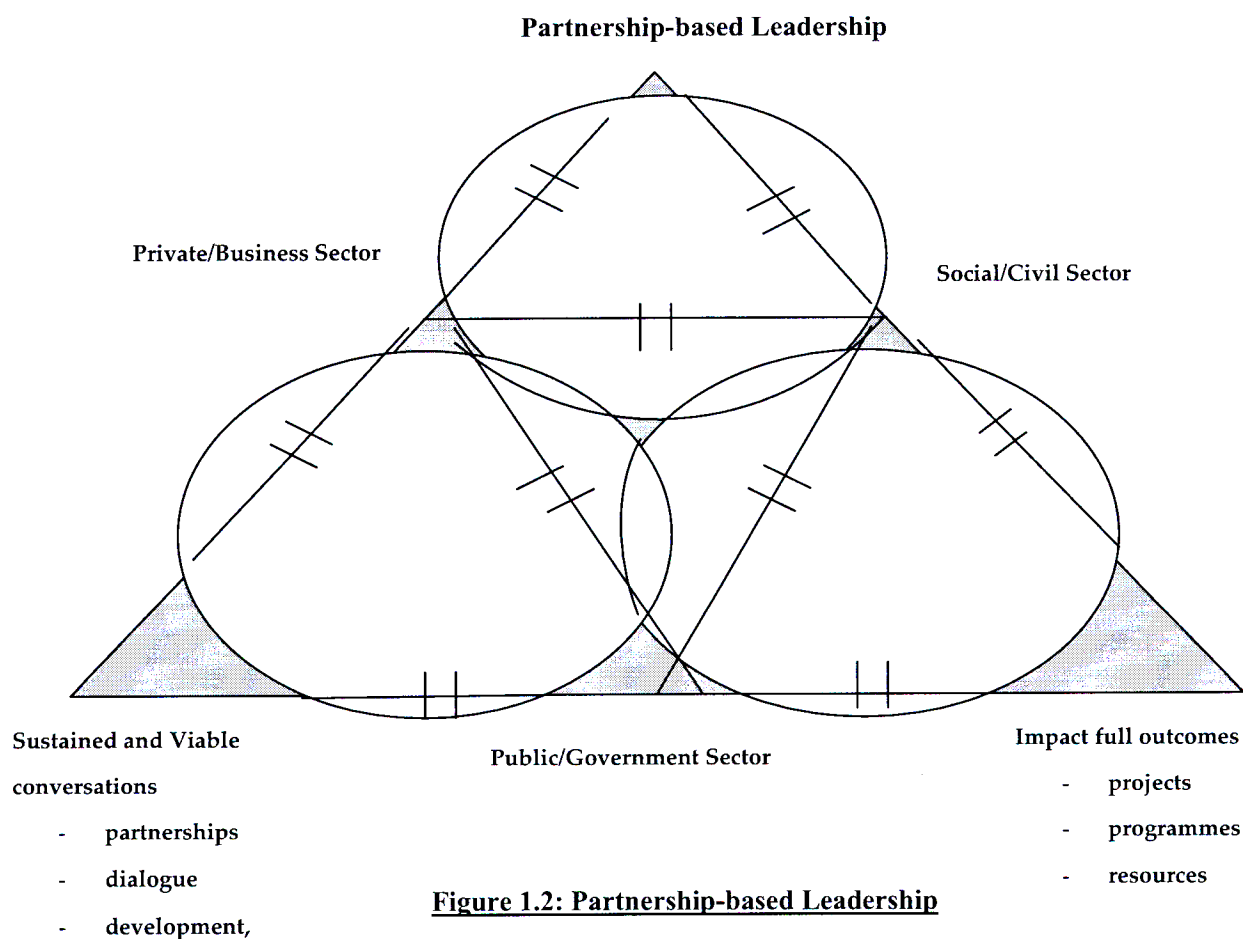 Partnership-based Leadership
Private/Business Sector
Social/Civil Sector
Sustained and Viable
conversations
- partnerships
- dialogue
- development,
Public/Government Sector
Impact full outcomes
- projects
- programmes
- resources
Figure 1.2: Partnership-based Leadership